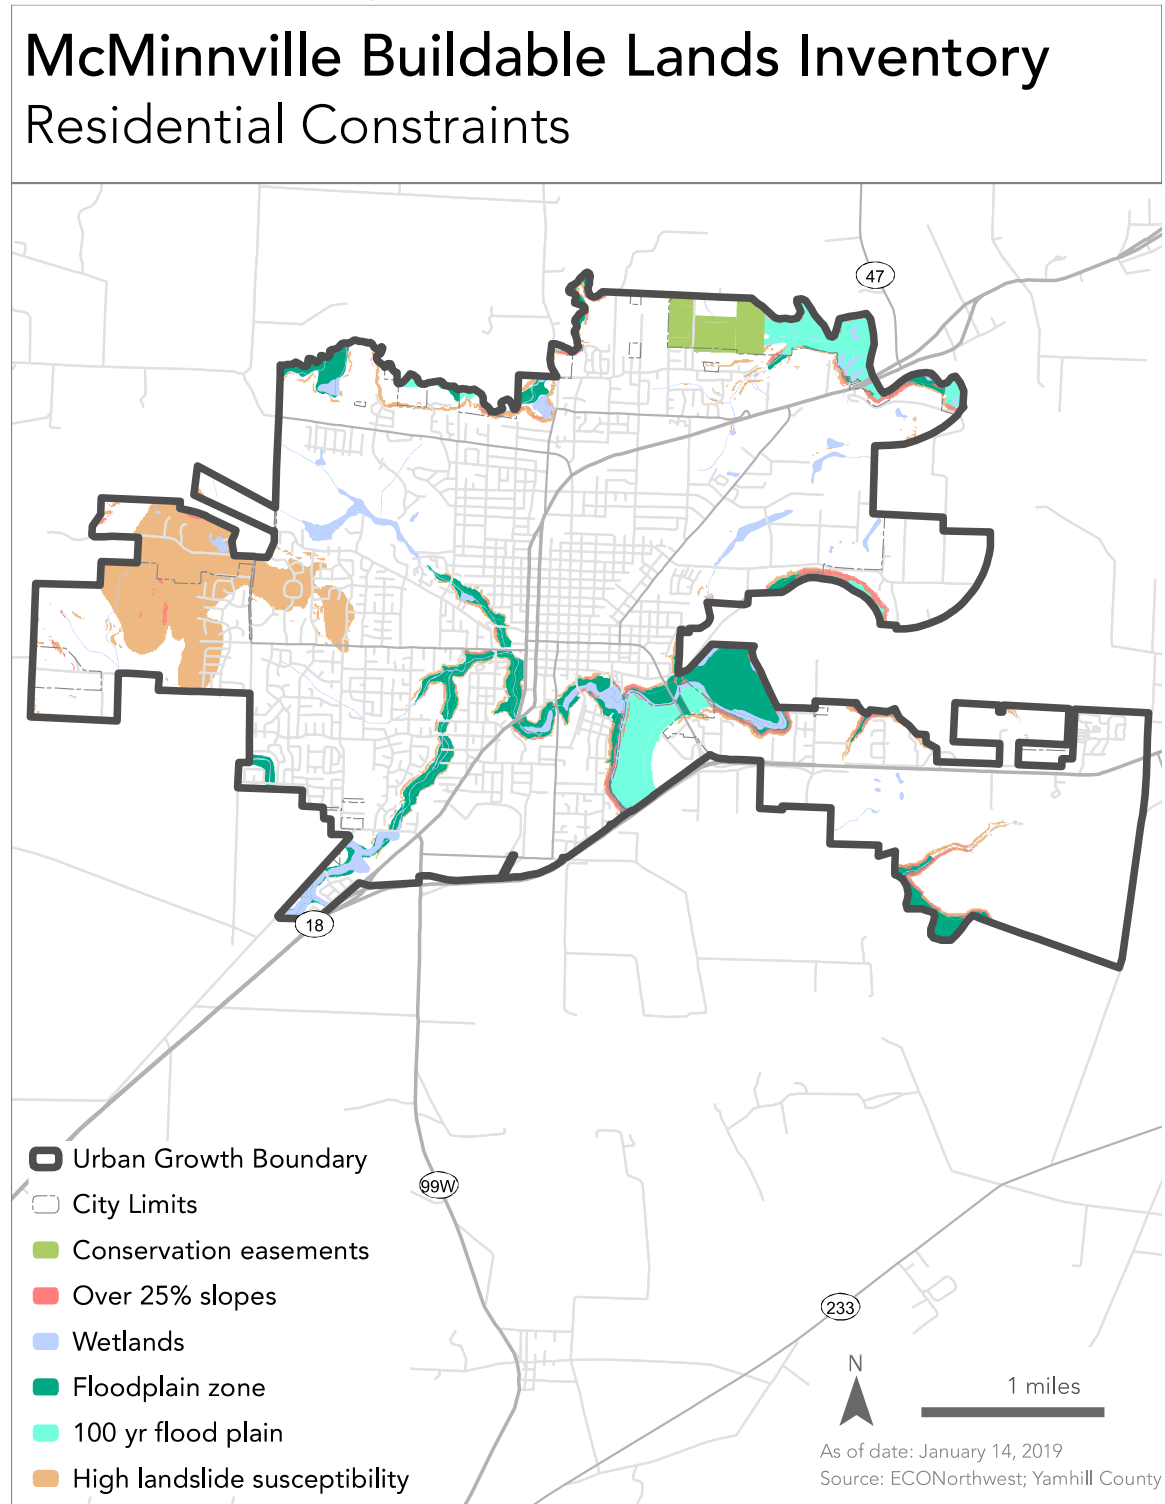 McMinnville Buildable Lands Inventory
Residential Constraints
47
18
99W
233
Urban Growth Boundary
City Limits
Conservation easements
Over 25% slopes
Wetlands
Floodplain zone
100 yr flood plain
High landslide susceptibility
N
1 miles
As of date: January 14, 2019
Source: ECONorthwest; Yamhill County